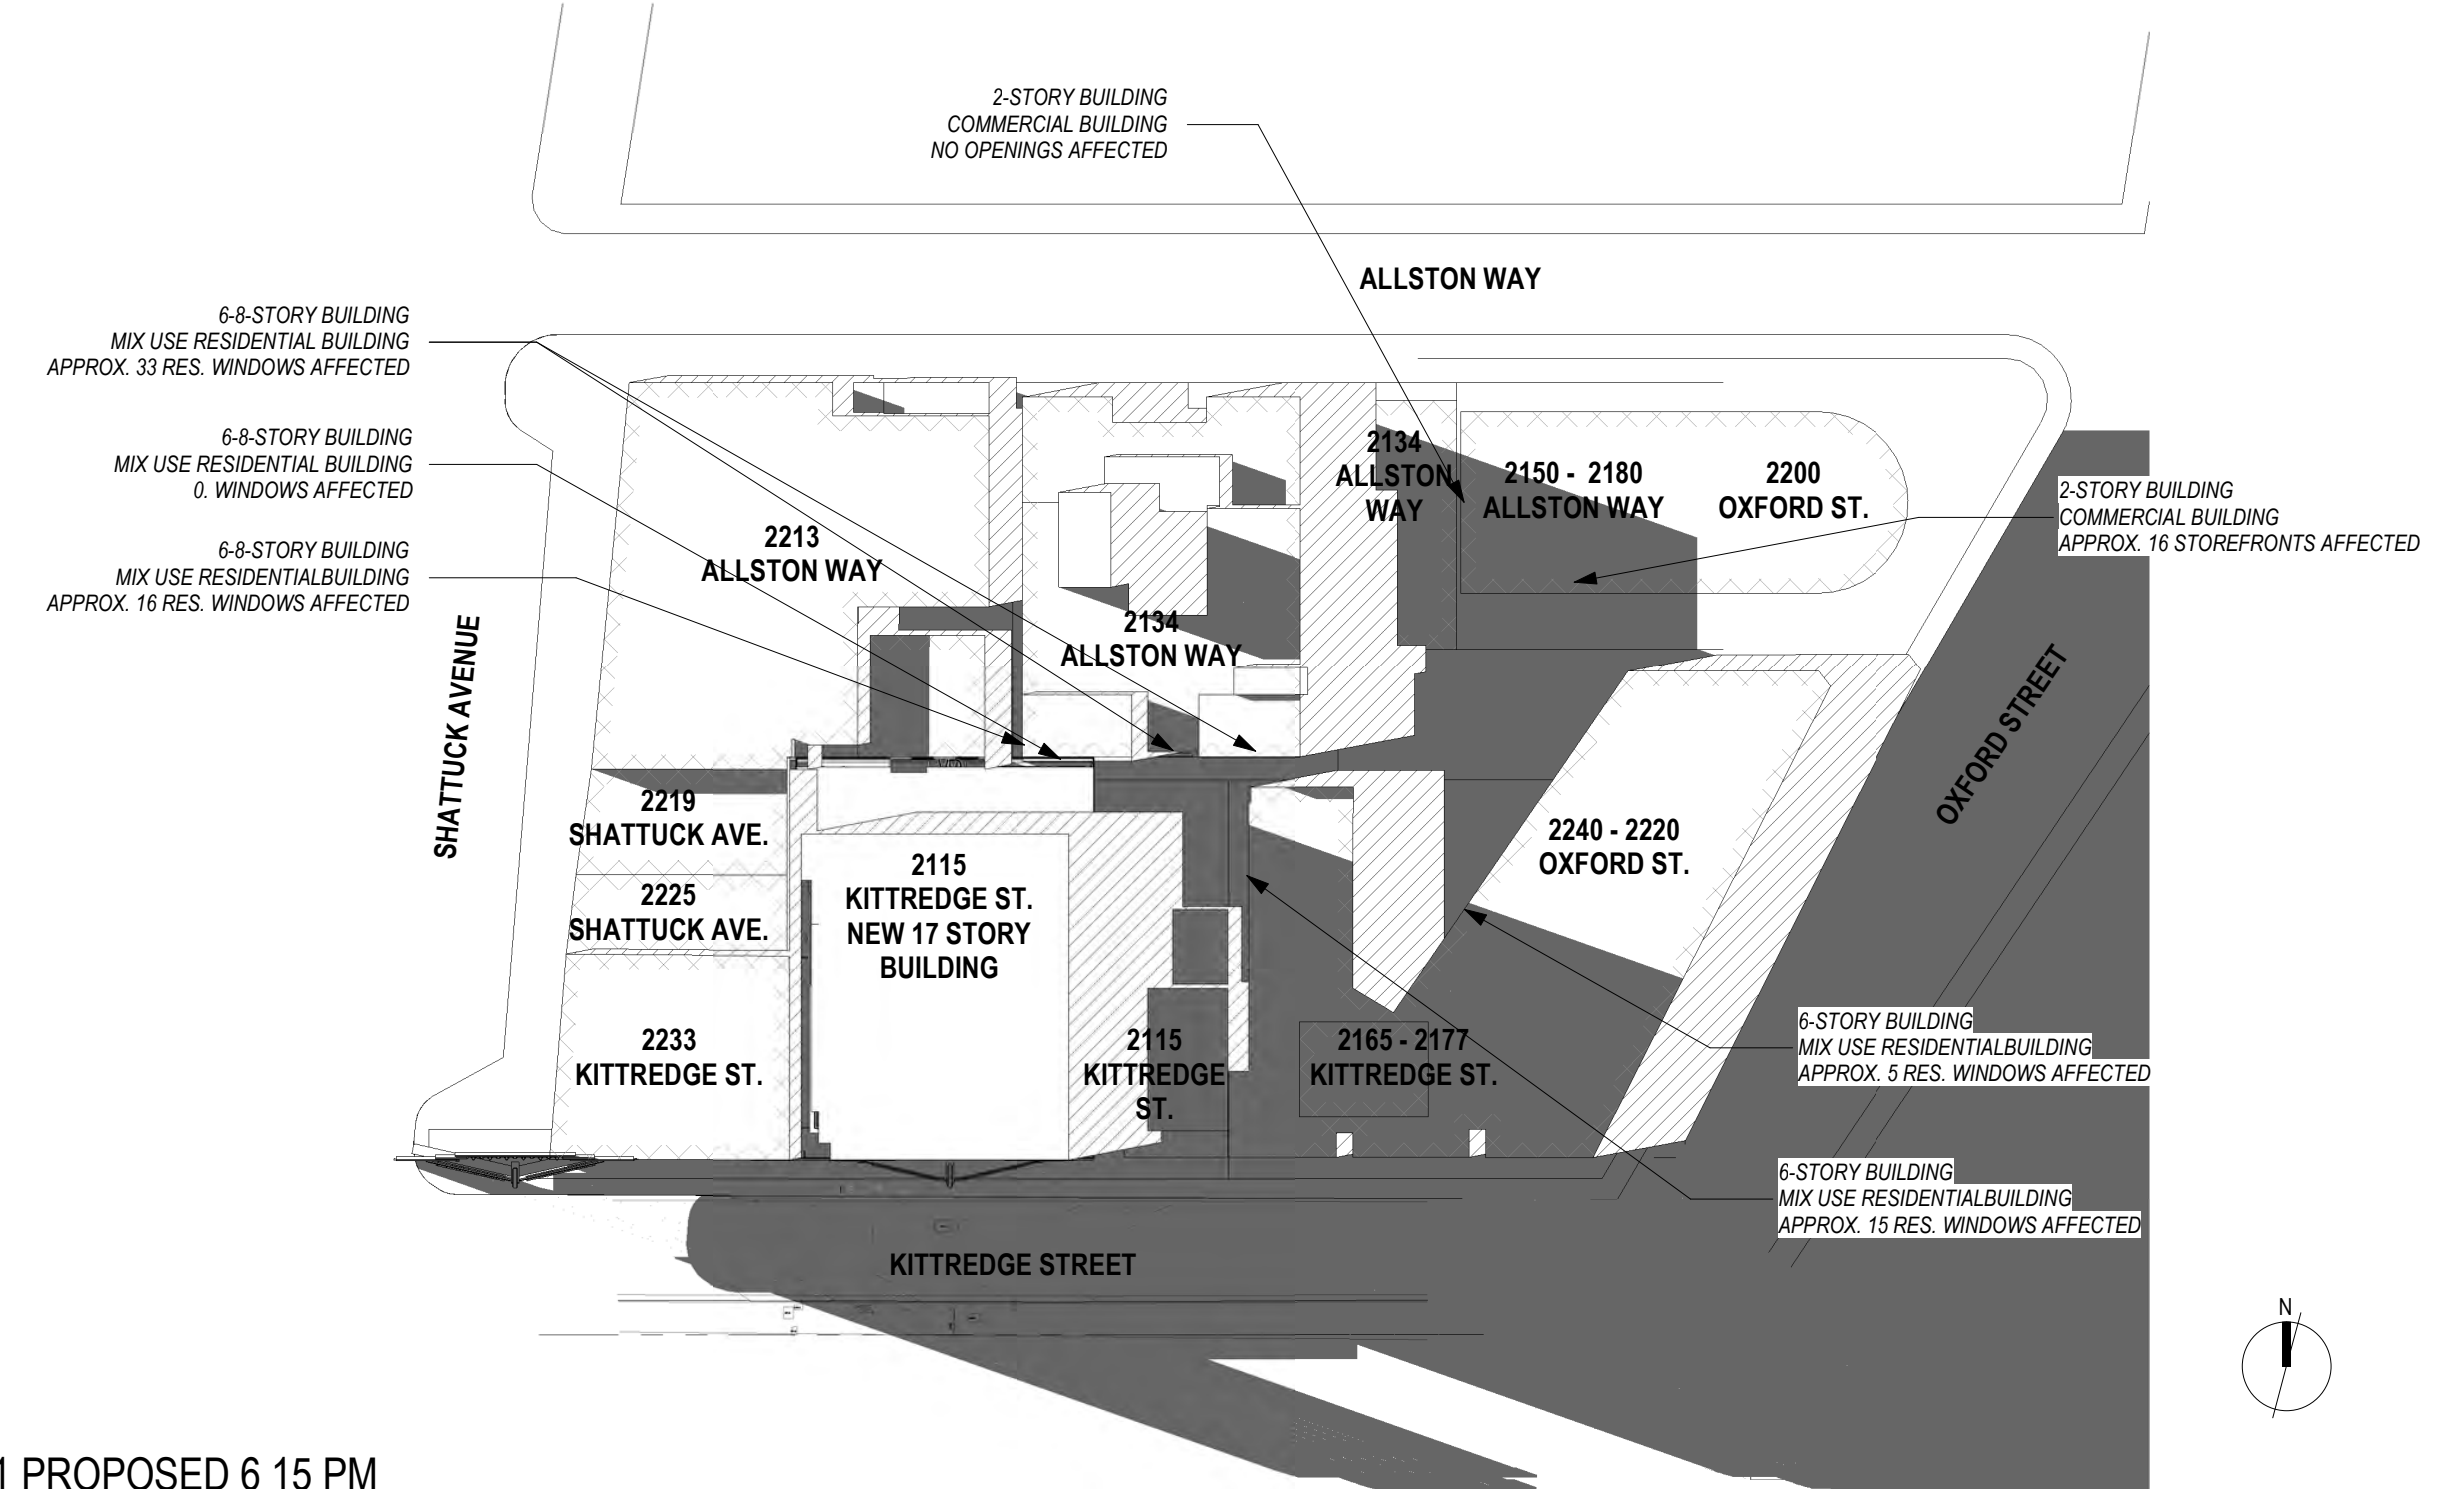 2-STORY BUILDING
COMMERCIAL BUILDING
NO OPENINGS AFFECTED
ALLSTON WAY
6-8-STORY BUILDING
MIX USE RESIDENTIAL BUILDING
APPROX. 33 RES. WINDOWS AFFECTED
6-8-STORY BUILDING
MIX USE RESIDENTIAL BUILDING
0. WINDOWS AFFECTED
6-8-STORY BUILDING
MIX USE RESIDENTIALBUILDING
APPROX. 16 RES. WINDOWS AFFECTED
2134
ALLSTON
WAY
2150 - 2180
ALLSTON WAY
2200
OXFORD ST.
2-STORY BUILDING
COMMERCIAL BUILDING
APPROX. 16 STOREFRONTS AFFECTED
2213
ALLSTON WAY
2134
ALLSTON WAY
SHATTUCK AVENUE
OXFORD STREET
2219
SHATTUCK AVE.
2225
SHATTUCK AVE.
2115
KITTREDGE ST.
NEW 17 STORY
BUILDING
2240 - 2220
OXFORD ST.
2233
KITTREDGE ST.
2115
KITTREDGE
ST.
2165 - 2177
KITTREDGE ST.
6-STORY BUILDING
MIX USE RESIDENTIALBUILDING
APPROX. 5 RES. WINDOWS AFFECTED
6-STORY BUILDING
MIX USE RESIDENTIALBUILDING
APPROX. 15 RES. WINDOWS AFFECTED
KITTREDGE STREET
N
1 PROPOSED 6 15 PM